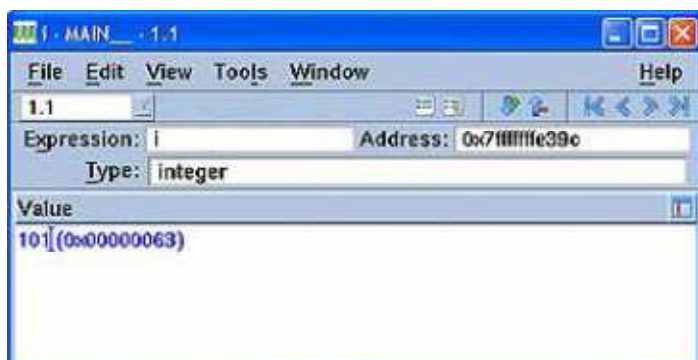 i - MAIN__ - 1.1
File Edit View Tools Window Help
1.1
Expression: i Address: 0x7fffffffe39c
Type: integer
Value
101 (0x00000063)